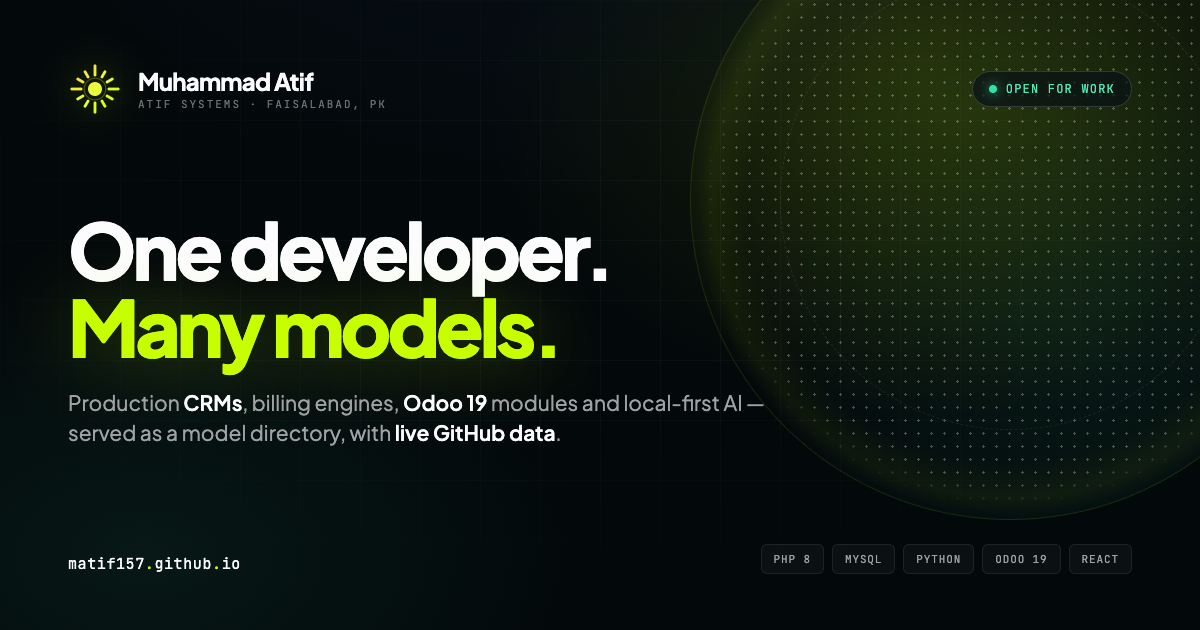 Muhammad Atif
ATIF SYSTEMS · FAISALABAD, PK
OPEN FOR WORK
One developer.
Many models.
Production CRMs, billing engines, Odoo 19 modules and local-first AI —
served as a model directory, with live GitHub data.
matif157.github.io
PHP 8
MYSQL
PYTHON
ODOO 19
REACT